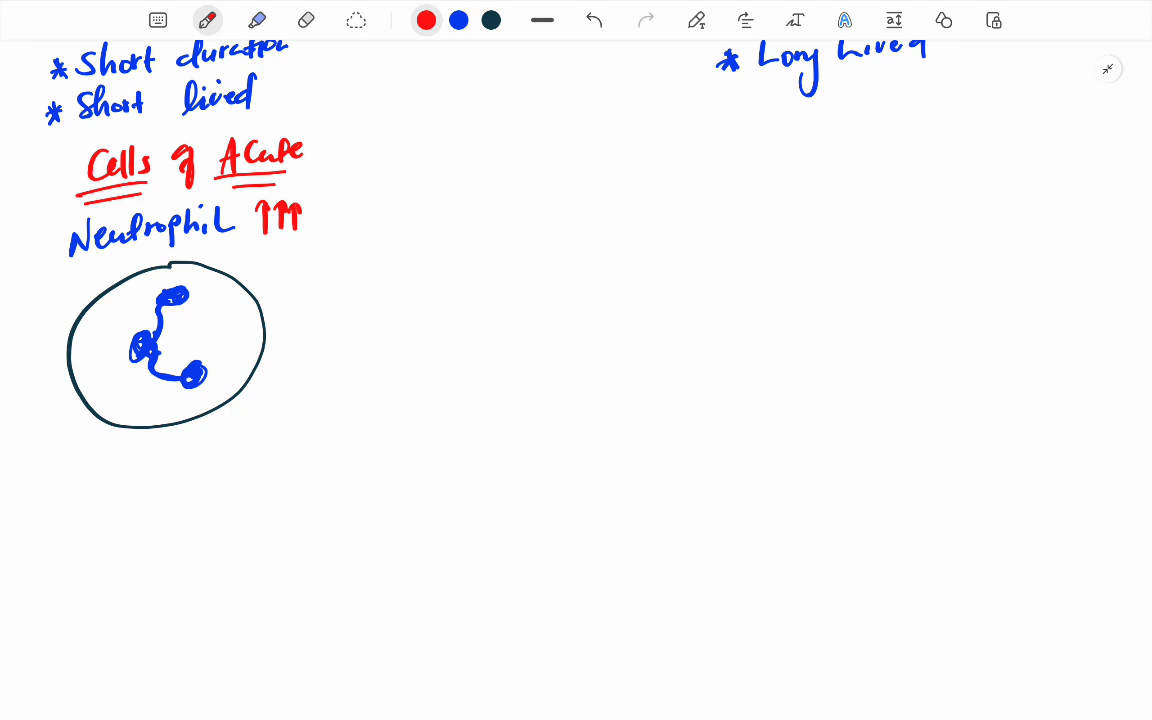 * Short duration
* Short lived
* Long Lived
Cells of Acute
Neutrophil ↑↑↑